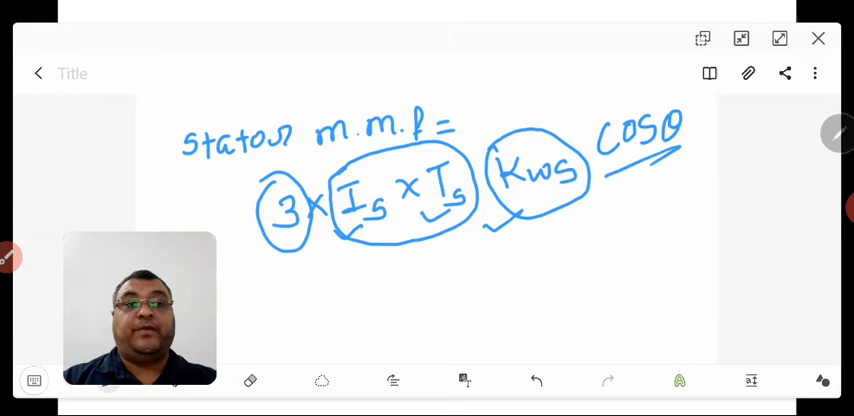 Title
Stator m.m.f =
3 × Is × Ts Kws cosθ